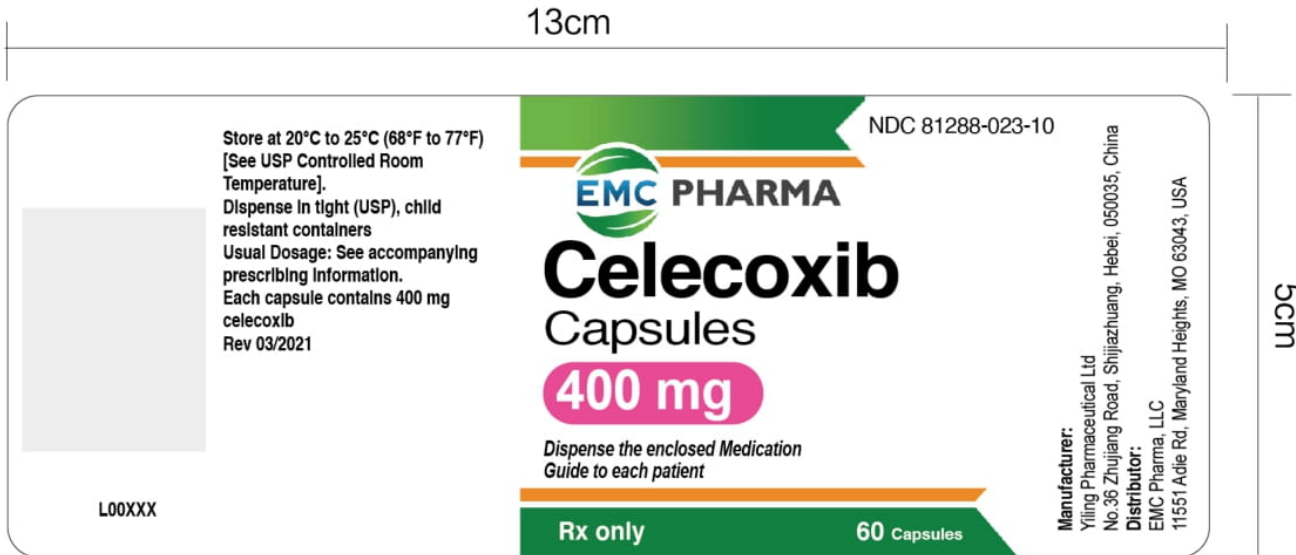 13cm
Store at 20°C to 25°C (68°F to 77°F)
[See USP Controlled Room
Temperature].
Dispense in tight (USP), child
resistant containers
Usual Dosage: See accompanying
prescribing information.
Each capsule contains 400 mg
celecoxib
Rev 03/2021
L00XXX
NDC 81288-023-10
EMC PHARMA
Celecoxib
Capsules
400 mg
Dispense the enclosed Medication
Guide to each patient
Rx only
60 Capsules
Manufacturer:
Yiling Pharmaceutical Ltd
No.36 Zhujiang Road, Shijiazhuang, Hebei, 050035, China
Distributor:
EMC Pharma, LLC
11551 Adie Rd, Maryland Heights, MO 63043, USA
5cm